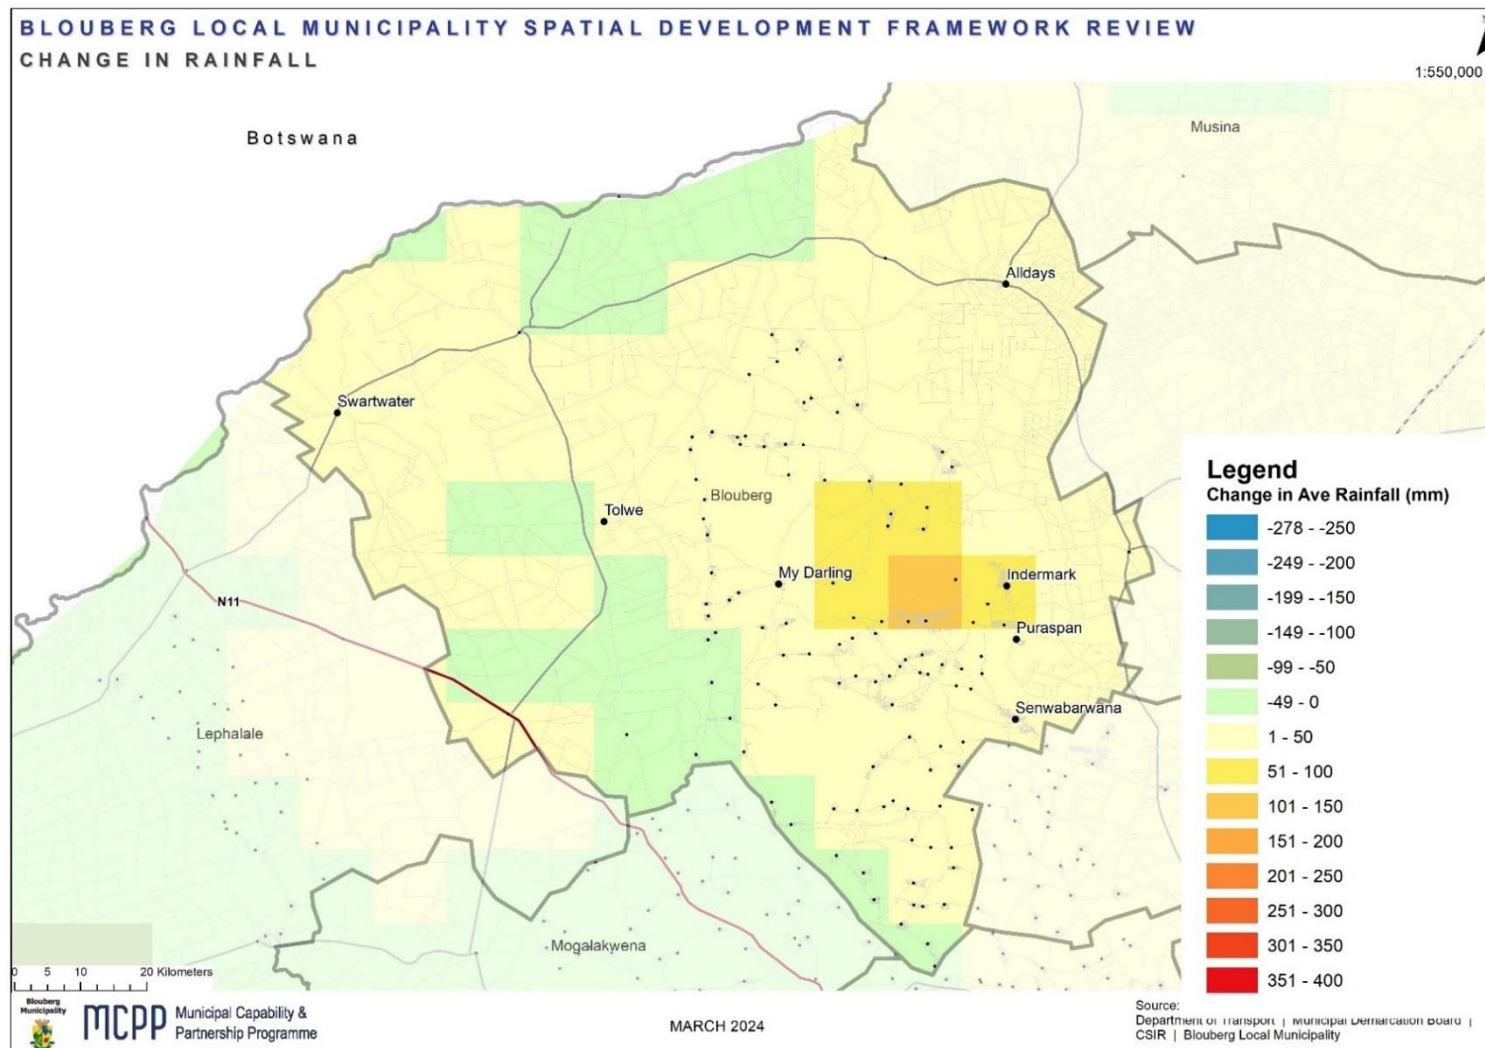 BLOUBERG LOCAL MUNICIPALITY SPATIAL DEVELOPMENT FRAMEWORK REVIEW
CHANGE IN RAINFALL
1:550,000
Botswana
Musina
Alldays
Swartwater
Blouberg
Tolwe
My Darling
Indermark
N11
Puraspan
Senwabarwana
Lephalale
Mogalakwena
Legend
Change in Ave Rainfall (mm)
-278 - -250
-249 - -200
-199 - -150
-149 - -100
-99 - -50
-49 - 0
1 - 50
51 - 100
101 - 150
151 - 200
201 - 250
251 - 300
301 - 350
351 - 400
0 5 10 20 Kilometers
Blouberg
Municipality
MCPP
Municipal Capability &
Partnership Programme
MARCH 2024
Source:
Department of Transport | Municipal Demarcation Board |
CSIR | Blouberg Local Municipality